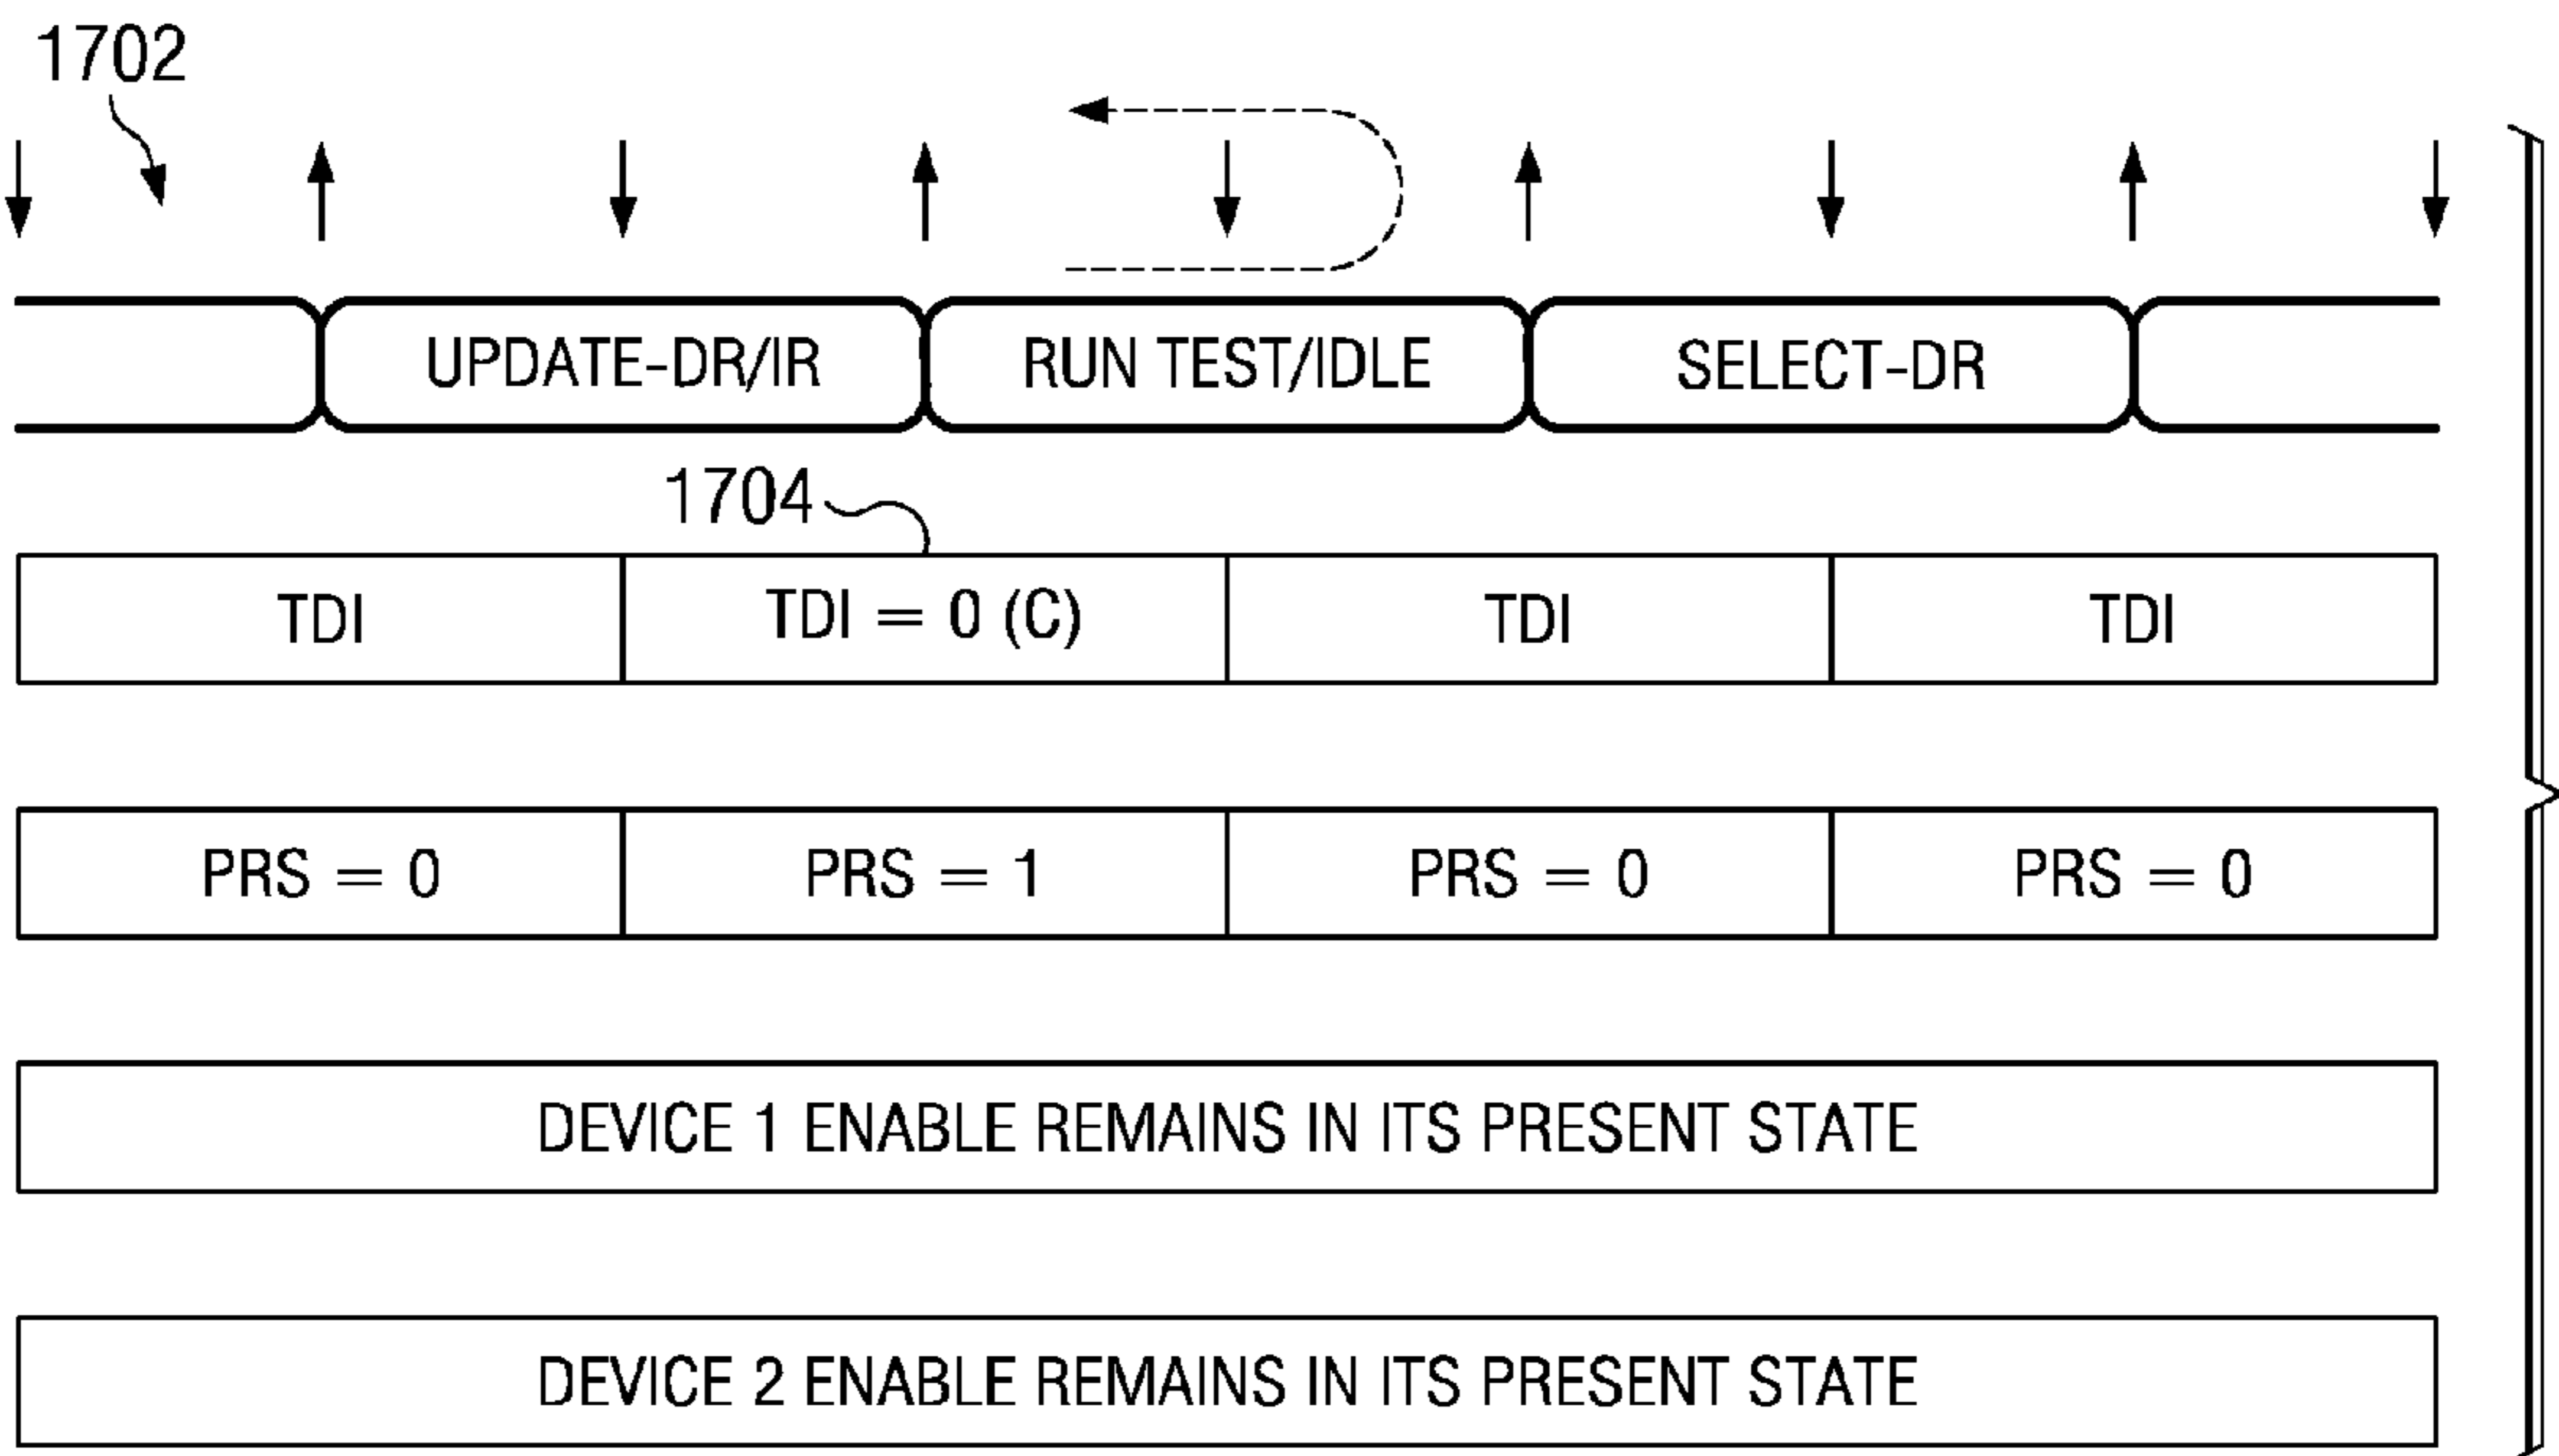 1702
UPDATE-DR/IR RUN TEST/IDLE SELECT-DR
1704
TDI TDI = 0 (C) TDI TDI
PRS = 0 PRS = 1 PRS = 0 PRS = 0
DEVICE 1 ENABLE REMAINS IN ITS PRESENT STATE
DEVICE 2 ENABLE REMAINS IN ITS PRESENT STATE